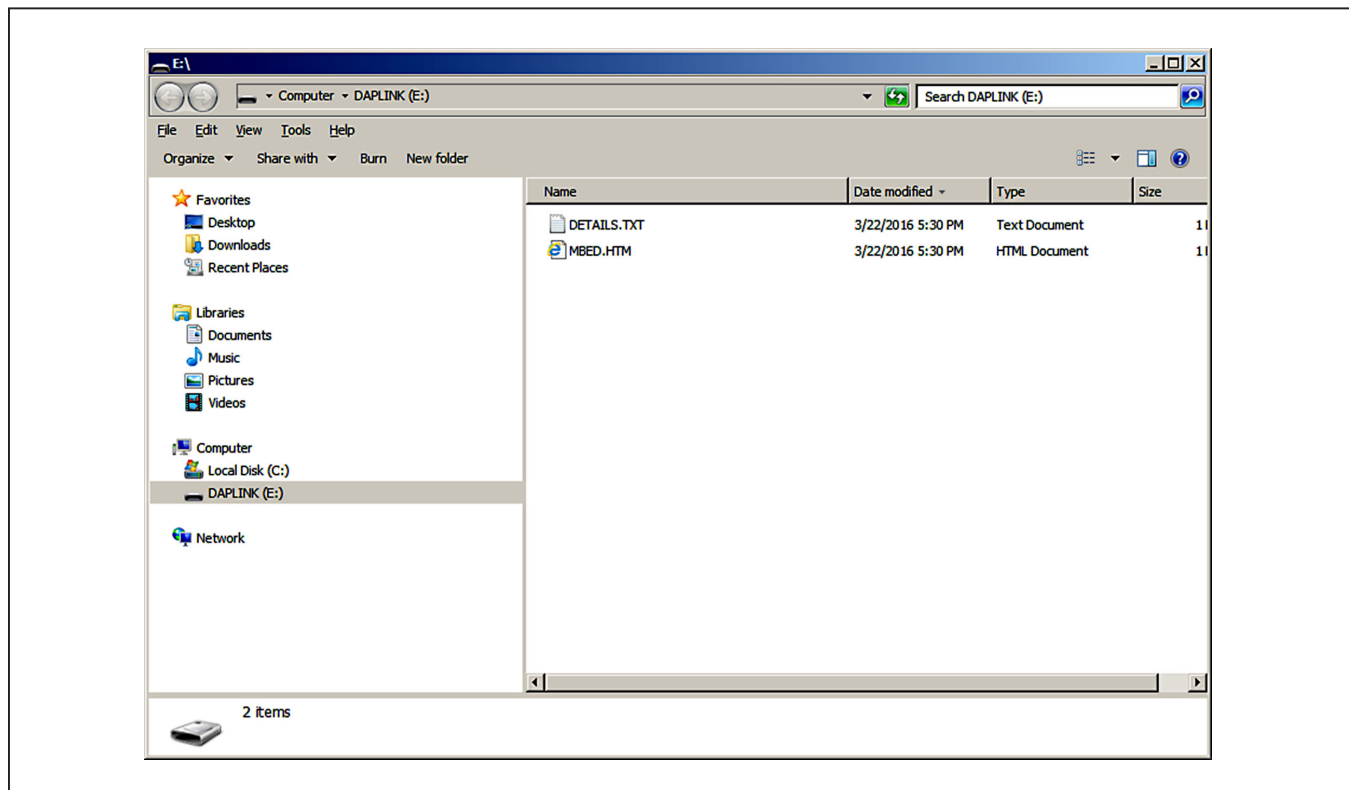 E:\
Computer DAPLINK (E:)
Search DAPLINK (E:)
File Edit View Tools Help
Organize Share with Burn New folder
Name Date modified Type Size
Favorites
Desktop
Downloads
Recent Places
Libraries
Documents
Music
Pictures
Videos
Computer
Local Disk (C:)
DAPLINK (E:)
Network
DETAILS.TXT 3/22/2016 5:30 PM Text Document 1
MBED.HTM 3/22/2016 5:30 PM HTML Document 1
2 items